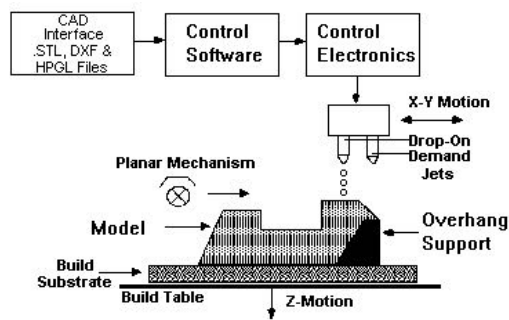 CAD
Interface
.STL, DXF &
HPGL Files
Control
Software
Control
Electronics
X-Y Motion
Drop-On
Demand
Jets
Planar Mechanism
Model
Overhang
Support
Build
Substrate
Build Table
Z-Motion